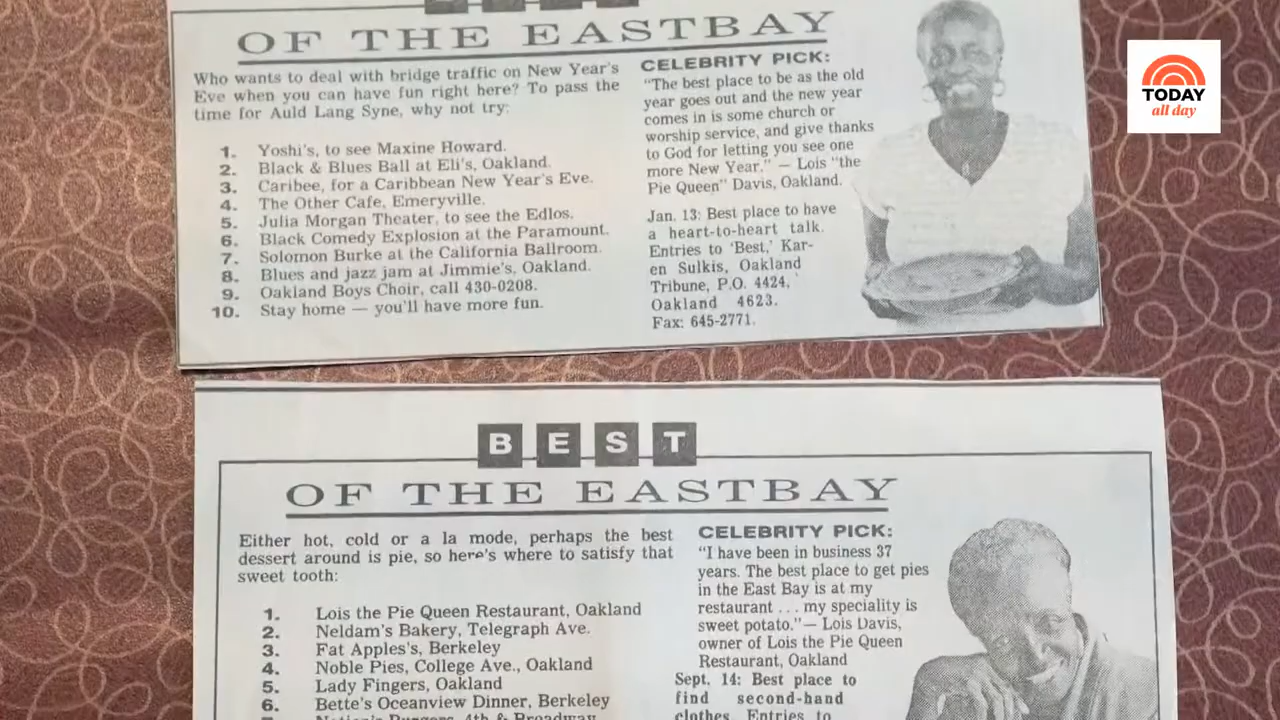 OF THE EASTBAY
Who wants to deal with bridge traffic on New Year's
Eve when you can have fun right here? To pass the
time for Auld Lang Syne, why not try:
1. Yoshi's, to see Maxine Howard.
2. Black & Blues Ball at Eli's, Oakland.
3. Caribee, for a Caribbean New Year's Eve.
4. The Other Cafe, Emeryville.
5. Julia Morgan Theater, to see the Edlos.
6. Black Comedy Explosion at the Paramount.
7. Solomon Burke at the California Ballroom.
8. Blues and jazz jam at Jimmie's, Oakland.
9. Oakland Boys Choir, call 430-0208.
10. Stay home — you'll have more fun.
CELEBRITY PICK:
"The best place to be as the old
year goes out and the new year
comes in is some church or
worship service, and give thanks
to God for letting you see one
more New Year." — Lois "the
Pie Queen" Davis, Oakland.
Jan. 13: Best place to have
a heart-to-heart talk.
Entries to 'Best,' Kar-
en Sulkis, Oakland
Tribune, P.O. 4424,
Oakland 4623.
Fax: 645-2771.
TODAY
all day
BEST
OF THE EASTBAY
Either hot, cold or a la mode, perhaps the best
dessert around is pie, so here's where to satisfy that
sweet tooth:
1. Lois the Pie Queen Restaurant, Oakland
2. Neldam's Bakery, Telegraph Ave.
3. Fat Apples's, Berkeley
4. Noble Pies, College Ave., Oakland
5. Lady Fingers, Oakland
6. Bette's Oceanview Dinner, Berkeley
CELEBRITY PICK:
"I have been in business 37
years. The best place to get pies
in the East Bay is at my
restaurant . . . my speciality is
sweet potato."— Lois Davis,
owner of Lois the Pie Queen
Restaurant, Oakland
Sept. 14: Best place to
find second-hand
clothes. Entries to